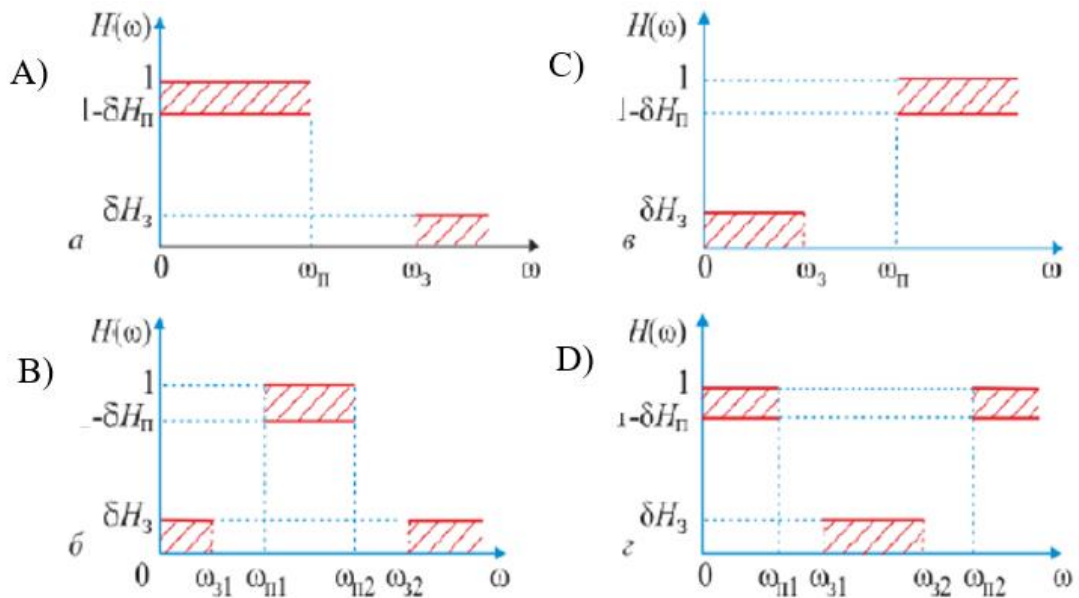 A)
H(ω)
1
1-δHп
δHз
а
0 ωп ωз ω
C)
H(ω)
1
1-δHп
δHз
в
0 ωз ωп ω
B)
H(ω)
1
-δHп
δHз
б
0 ωз1 ωп1 ωп2 ωз2 ω
D)
H(ω)
1
1-δHп
δHз
г
0 ωп1 ωз1 ωз2 ωп2 ω